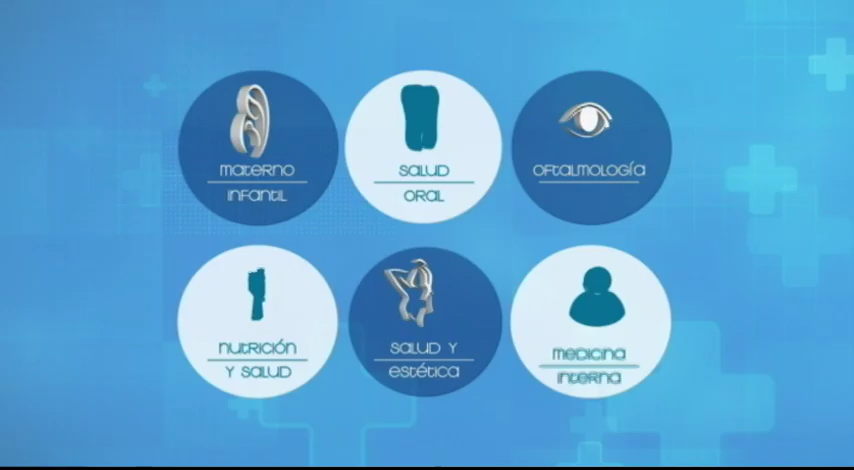 materno
infantil
salud
oral
oftalmología
nutrición
y salud
salud y
estética
medicina
interna